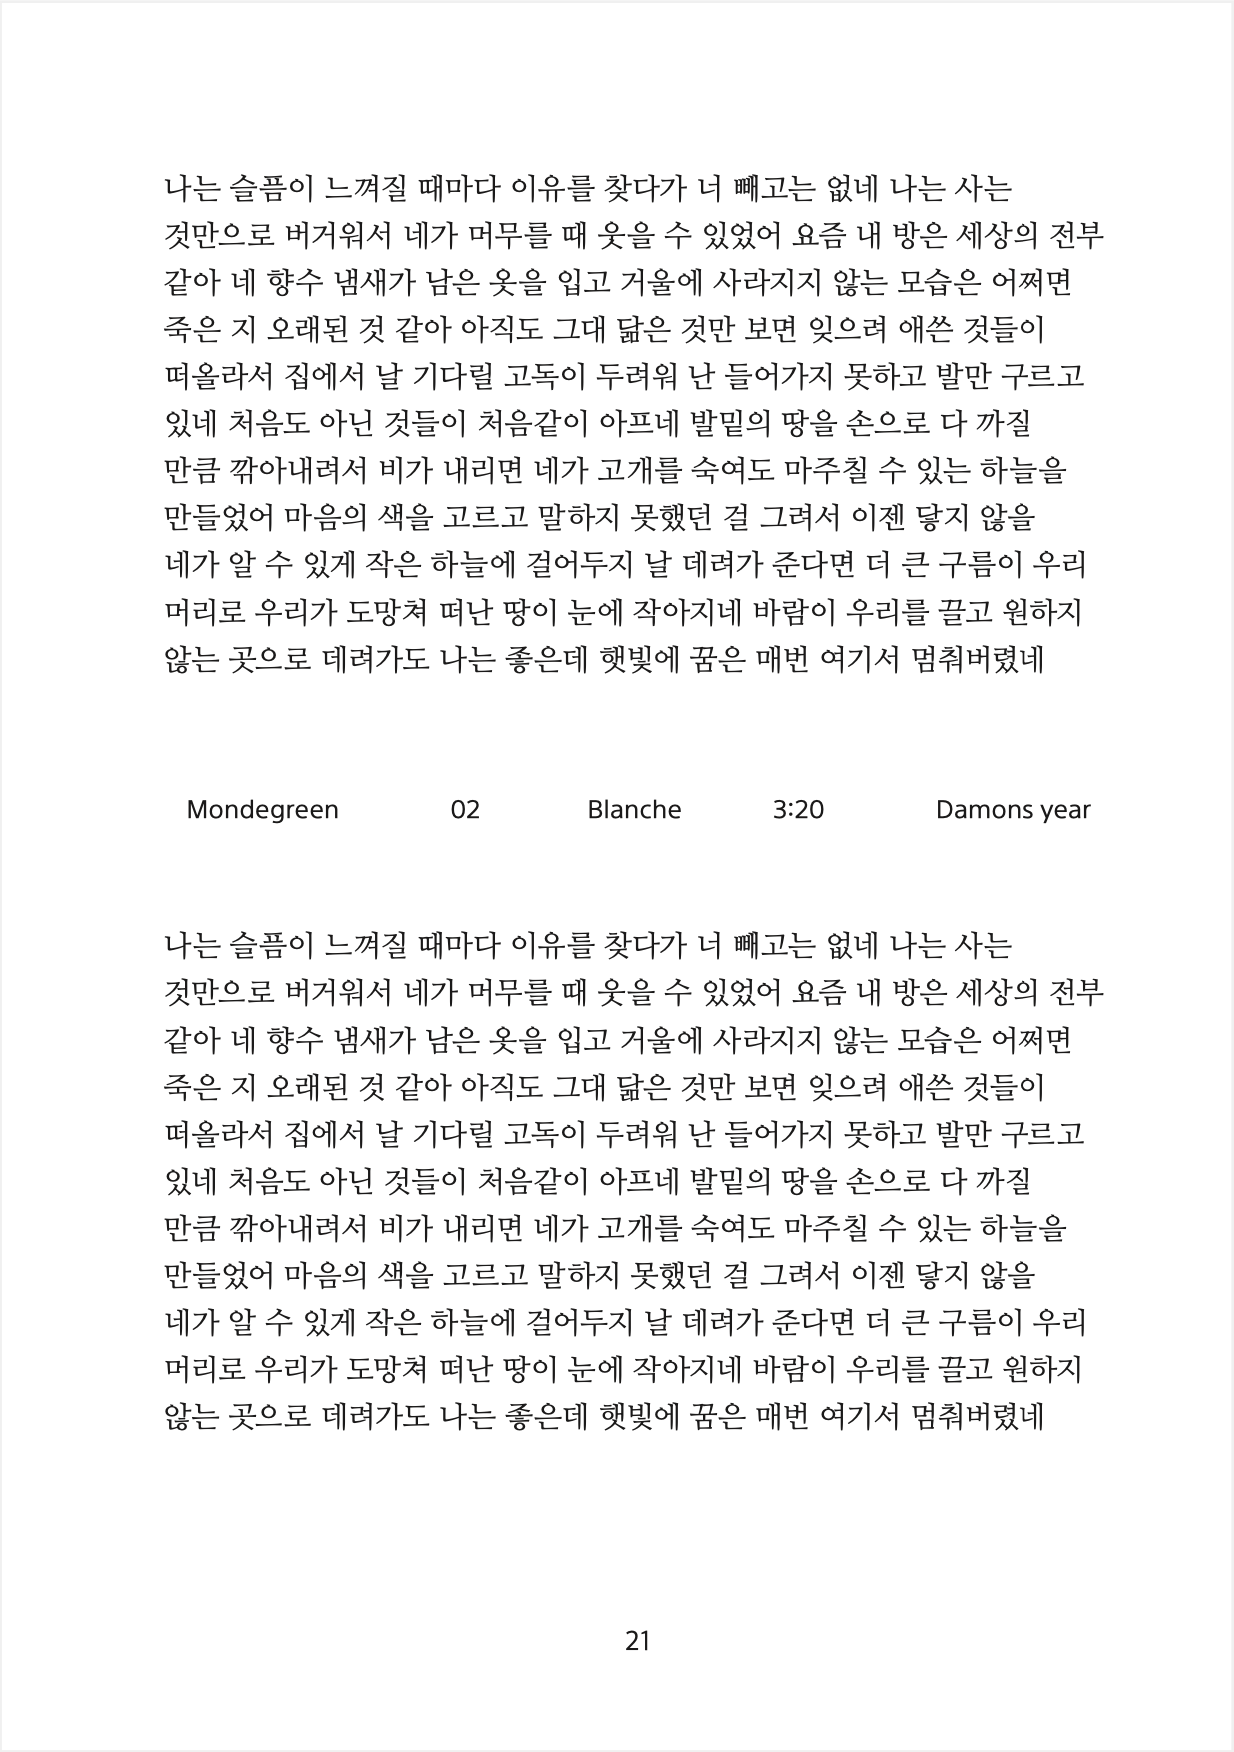 나는 슬픔이 느껴질 때마다 이유를 찾다가 너 빼고는 없네 나는 사는
것만으로 버거워서 네가 머무를 때 웃을 수 있었어 요즘 내 방은 세상의 전부
같아 네 향수 냄새가 남은 옷을 입고 거울에 사라지지 않는 모습은 어쩌면
죽은 지 오래된 것 같아 아직도 그대 닮은 것만 보면 잊으려 애쓴 것들이
떠올라서 집에서 날 기다릴 고독이 두려워 난 들어가지 못하고 발만 구르고
있네 처음도 아닌 것들이 처음같이 아프네 발밑의 땅을 손으로 다 까질
만큼 깎아내려서 비가 내리면 네가 고개를 숙여도 마주칠 수 있는 하늘을
만들었어 마음의 색을 고르고 말하지 못했던 걸 그려서 이젠 닿지 않을
네가 알 수 있게 작은 하늘에 걸어두지 날 데려가 준다면 더 큰 구름이 우리
머리로 우리가 도망쳐 떠난 땅이 눈에 작아지네 바람이 우리를 끌고 원하지
않는 곳으로 데려가도 나는 좋은데 햇빛에 꿈은 매번 여기서 멈춰버렸네
Mondegreen 02 Blanche 3:20 Damons year
나는 슬픔이 느껴질 때마다 이유를 찾다가 너 빼고는 없네 나는 사는
것만으로 버거워서 네가 머무를 때 웃을 수 있었어 요즘 내 방은 세상의 전부
같아 네 향수 냄새가 남은 옷을 입고 거울에 사라지지 않는 모습은 어쩌면
죽은 지 오래된 것 같아 아직도 그대 닮은 것만 보면 잊으려 애쓴 것들이
떠올라서 집에서 날 기다릴 고독이 두려워 난 들어가지 못하고 발만 구르고
있네 처음도 아닌 것들이 처음같이 아프네 발밑의 땅을 손으로 다 까질
만큼 깎아내려서 비가 내리면 네가 고개를 숙여도 마주칠 수 있는 하늘을
만들었어 마음의 색을 고르고 말하지 못했던 걸 그려서 이젠 닿지 않을
네가 알 수 있게 작은 하늘에 걸어두지 날 데려가 준다면 더 큰 구름이 우리
머리로 우리가 도망쳐 떠난 땅이 눈에 작아지네 바람이 우리를 끌고 원하지
않는 곳으로 데려가도 나는 좋은데 햇빛에 꿈은 매번 여기서 멈춰버렸네
21